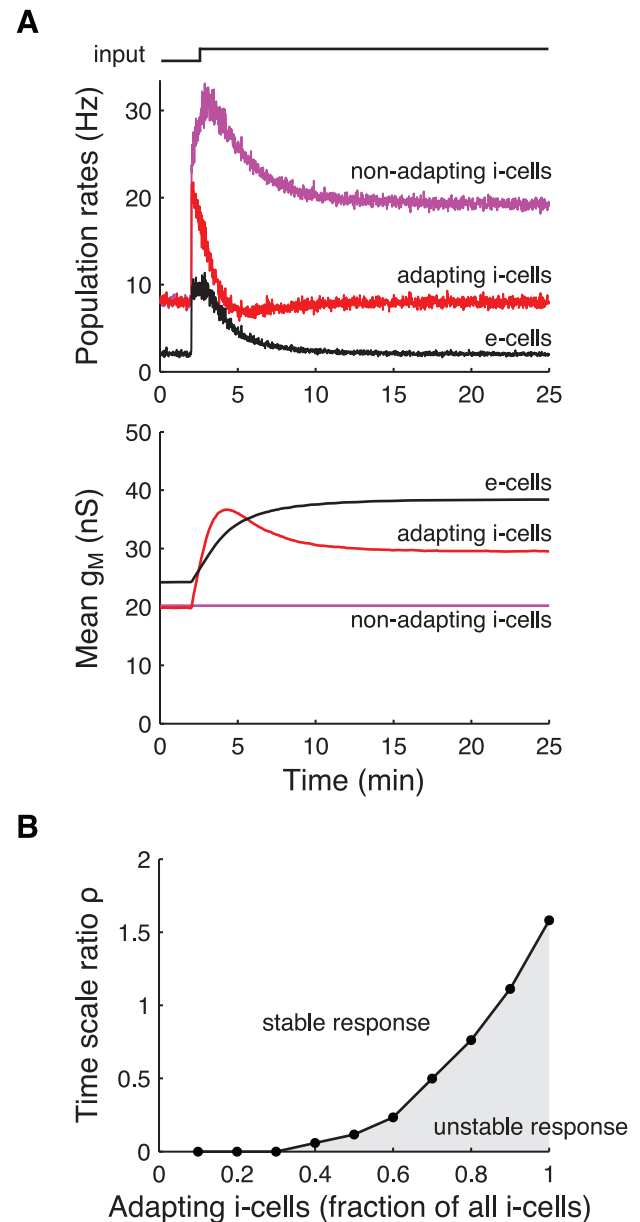 A
input
Population rates (Hz)
30
20
10
0
non-adapting i-cells
adapting i-cells
e-cells
0 5 10 15 20 25
Mean gM (nS)
50
40
30
20
10
0
e-cells
adapting i-cells
non-adapting i-cells
0 5 10 15 20 25
Time (min)
B
Time scale ratio ρ
2
1.5
1
0.5
0
stable response
unstable response
0 0.2 0.4 0.6 0.8 1
Adapting i-cells (fraction of all i-cells)